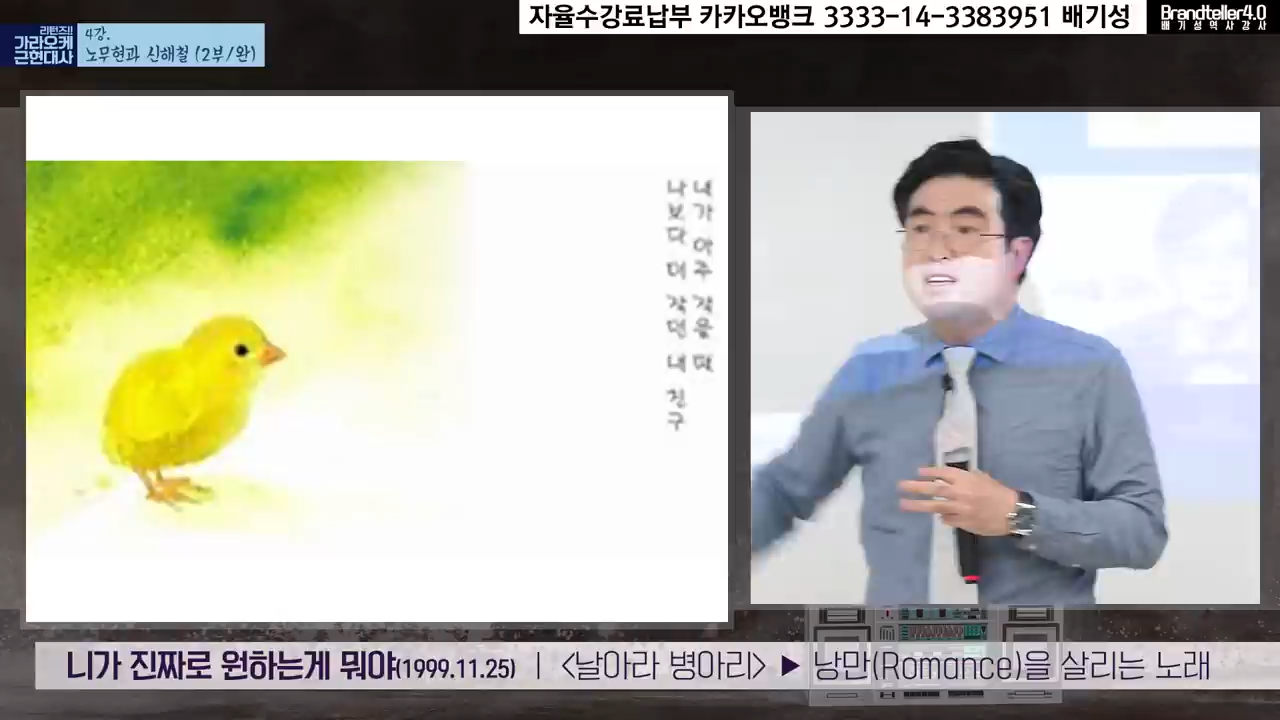 자율수강료납부 카카오뱅크 3333-14-3383951 배기성
Brandteller4.0
배기성역사강사
리턴즈!!
가라오케
근현대사
4강.
노무현과 신해철 (2부/완)
내가 아주 작을 때
나보다 더 작던 내 친구
니가 진짜로 원하는게 뭐야(1999.11.25) | <날아라 병아리> ▶ 낭만(Romance)을 살리는 노래